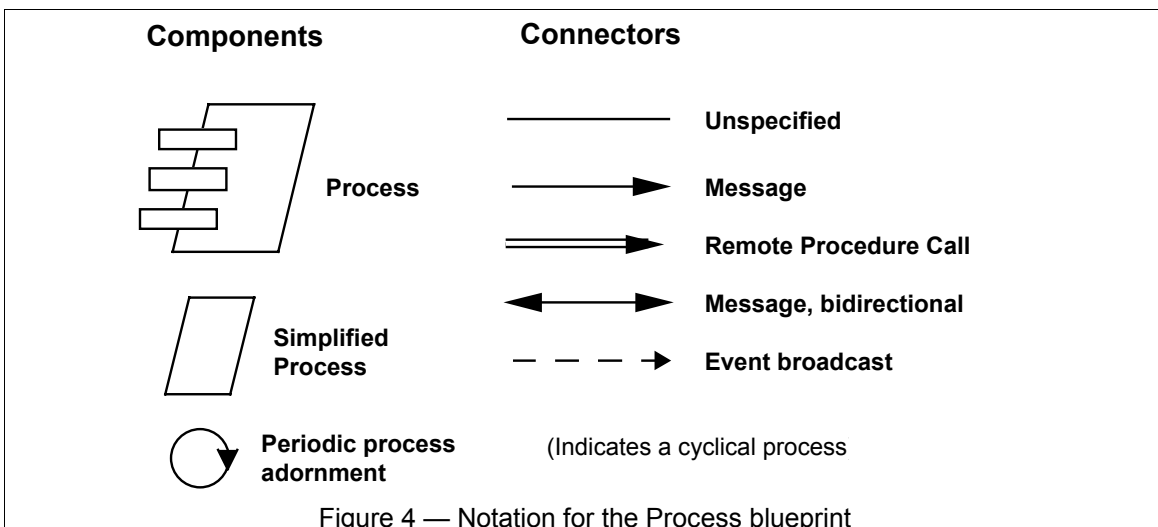 Components
Connectors
Process
Simplified
Process
Periodic process
adornment
Unspecified
Message
Remote Procedure Call
Message, bidirectional
Event broadcast
(Indicates a cyclical process
Figure 4 — Notation for the Process blueprint